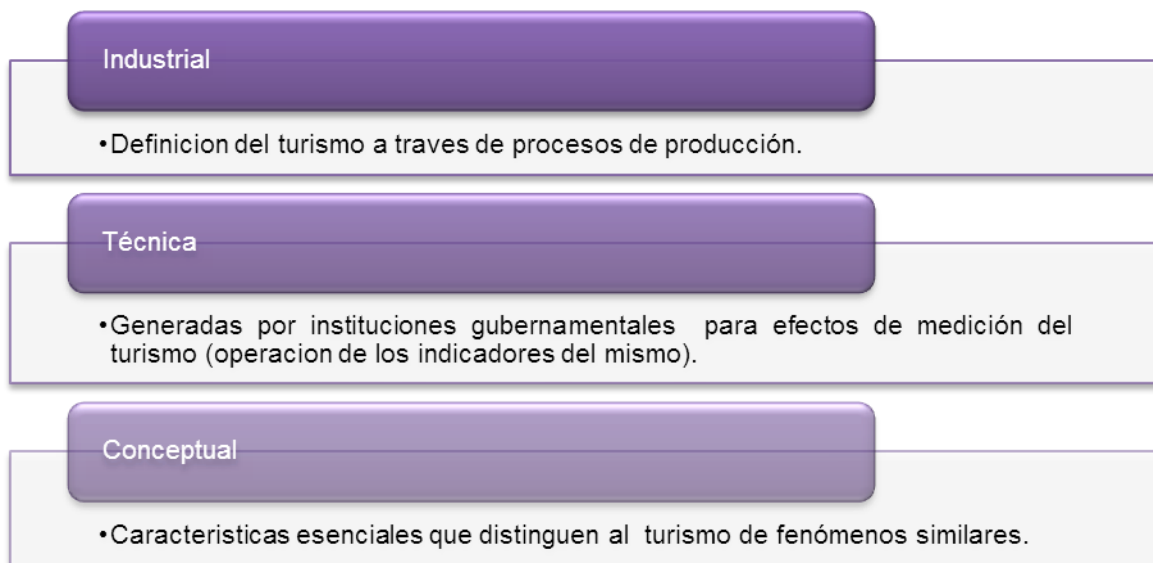 Industrial
•Definicion del turismo a traves de procesos de producción.
Técnica
•Generadas por instituciones gubernamentales para efectos de medición del
turismo (operacion de los indicadores del mismo).
Conceptual
•Caracteristicas esenciales que distinguen al turismo de fenómenos similares.